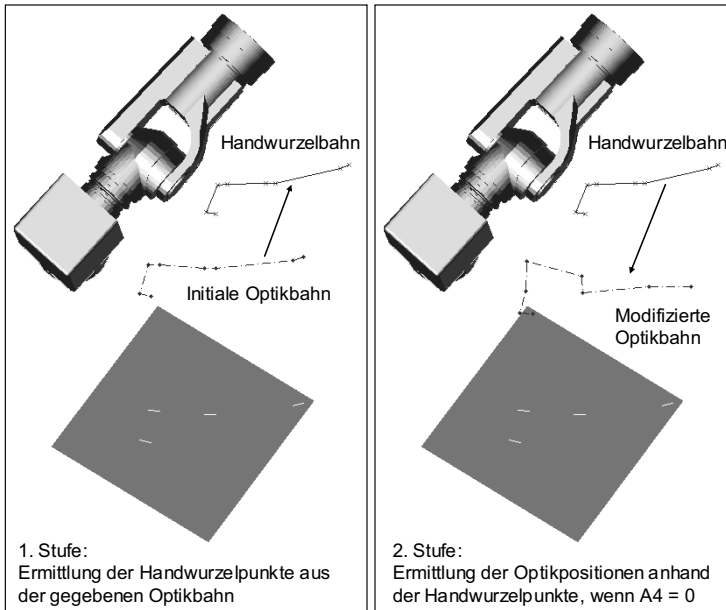 Handwurzelbahn
Initiale Optikbahn
1. Stufe:
Ermittlung der Handwurzelpunkte aus
der gegebenen Optikbahn
Handwurzelbahn
Modifizierte
Optikbahn
2. Stufe:
Ermittlung der Optikpositionen anhand
der Handwurzelpunkte, wenn A4 = 0